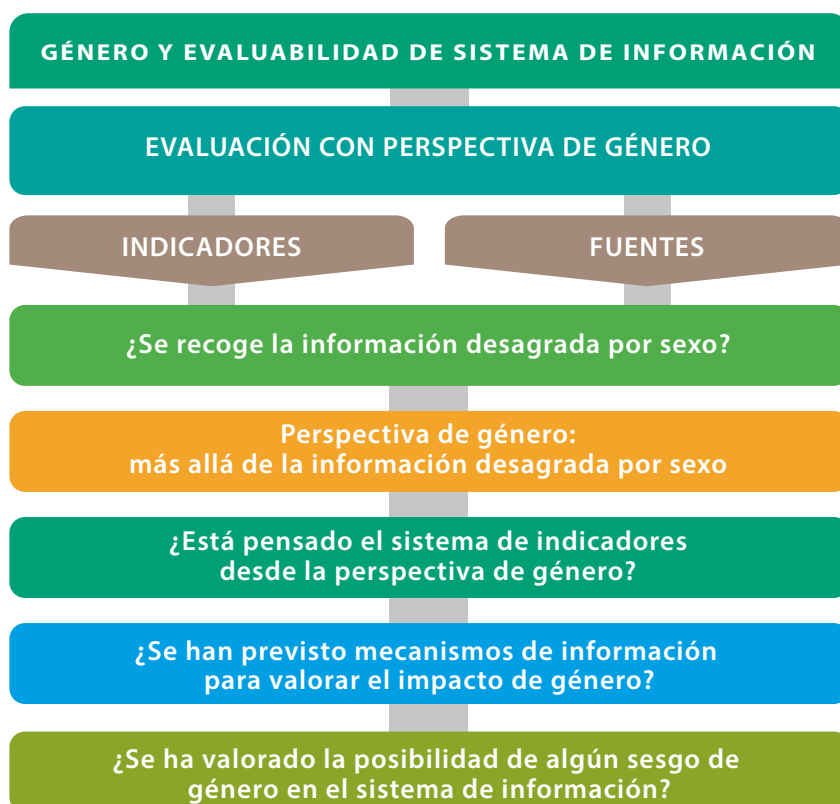 GÉNERO Y EVALUABILIDAD DE SISTEMA DE INFORMACIÓN
EVALUACIÓN CON PERSPECTIVA DE GÉNERO
INDICADORES
FUENTES
¿Se recoge la información desagrada por sexo?
Perspectiva de género:
más allá de la información desagrada por sexo
¿Está pensado el sistema de indicadores
desde la perspectiva de género?
¿Se han previsto mecanismos de información
para valorar el impacto de género?
¿Se ha valorado la posibilidad de algún sesgo de
género en el sistema de información?